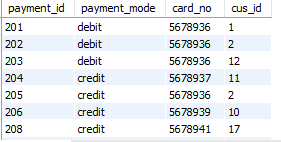 payment_id payment_mode card_no cus_id
201 debit 5678936 1
202 debit 5678936 2
203 debit 5678936 12
204 credit 5678937 11
205 credit 5678936 2
206 credit 5678939 10
208 credit 5678941 17